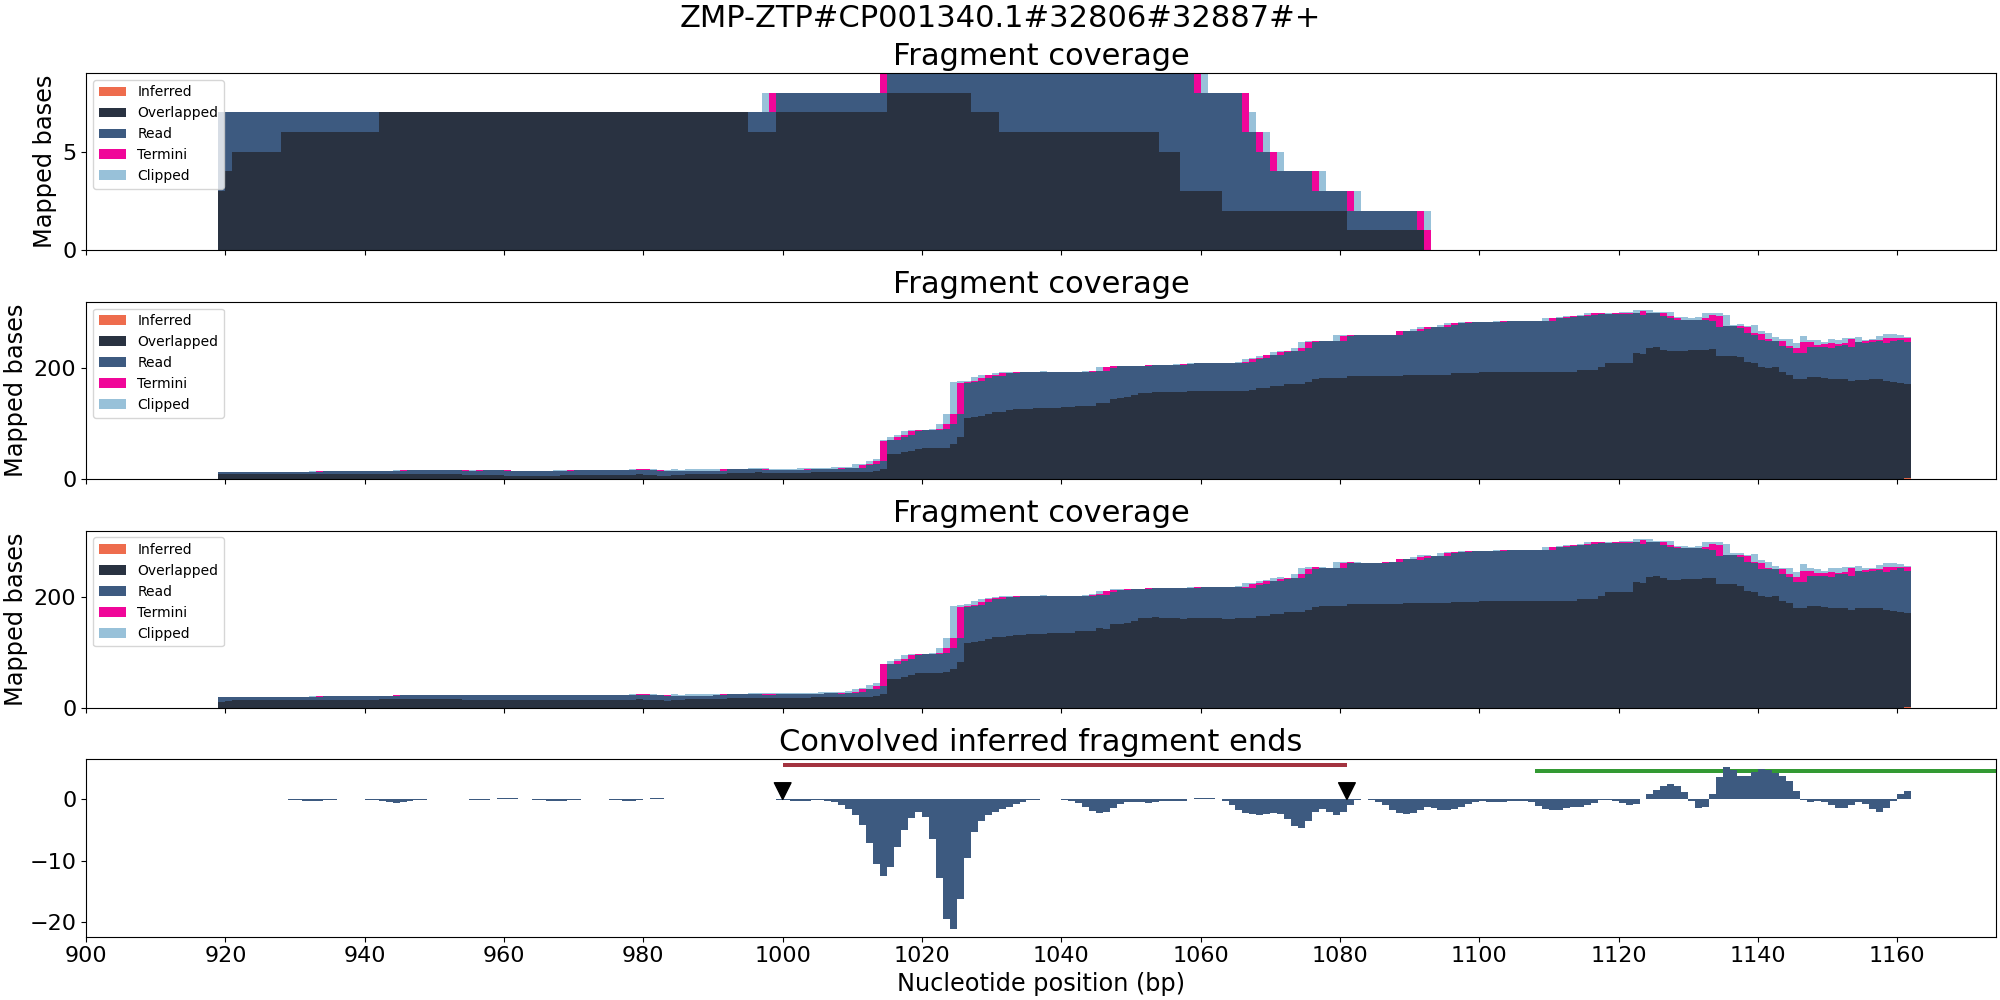 ZMP-ZTP#CP001340.1#32806#32887#+
Fragment coverage
Mapped bases
5
0
Inferred
Overlapped
Read
Termini
Clipped
Fragment coverage
Mapped bases
200
0
Inferred
Overlapped
Read
Termini
Clipped
Fragment coverage
Mapped bases
200
0
Inferred
Overlapped
Read
Termini
Clipped
Convolved inferred fragment ends
0
−10
−20
900 920 940 960 980 1000 1020 1040 1060 1080 1100 1120 1140 1160
Nucleotide position (bp)